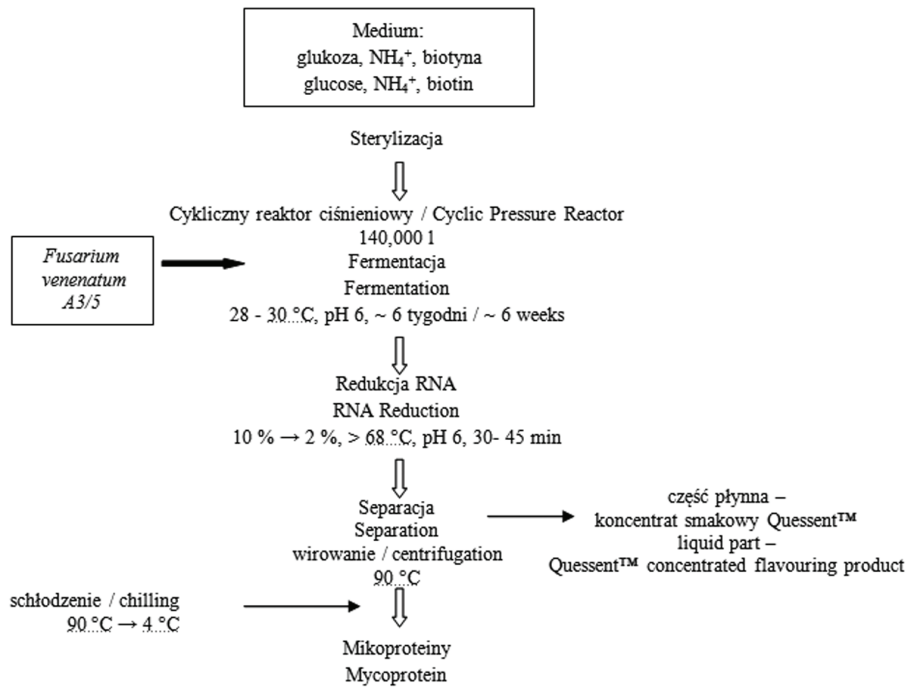 Medium:
glukoza, NH₄⁺, biotyna
glucose, NH₄⁺, biotin
Sterylizacja
Cykliczny reaktor ciśnieniowy / Cyclic Pressure Reactor
140,000 l
Fermentacja
Fermentation
28 - 30 °C, pH 6, ~ 6 tygodni / ~ 6 weeks
Fusarium
venenatum
A3/5
Redukcja RNA
RNA Reduction
10 % → 2 %, > 68 °C, pH 6, 30- 45 min
Separacja
Separation
wirowanie / centrifugation
90 °C
część płynna –
koncentrat smakowy Quessent™
liquid part –
Quessent™ concentrated flavouring product
schłodzenie / chilling
90 °C → 4 °C
Mikoproteiny
Mycoprotein